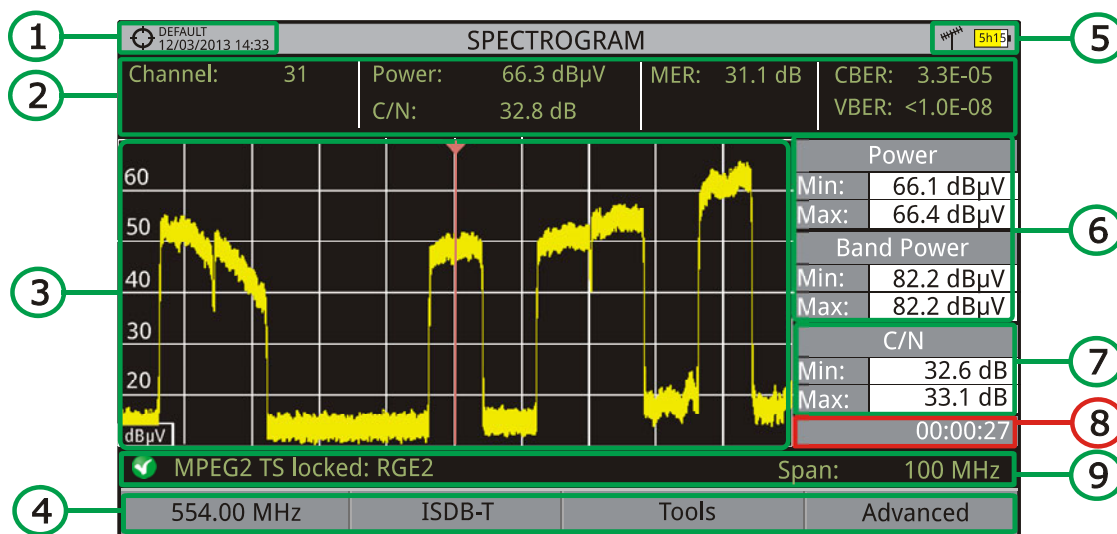 1
DEFAULT
12/03/2013 14:33
SPECTROGRAM
5h15
5
2
Channel: 31 Power: 66.3 dBµV MER: 31.1 dB CBER: 3.3E-05
C/N: 32.8 dB VBER: <1.0E-08
3
60
50
40
30
20
dBµV
Power
Min: 66.1 dBµV
Max: 66.4 dBµV
Band Power
Min: 82.2 dBµV
Max: 82.2 dBµV
6
C/N
Min: 32.6 dB
Max: 33.1 dB
7
00:00:27
8
MPEG2 TS locked: RGE2 Span: 100 MHz
9
4
554.00 MHz ISDB-T Tools Advanced